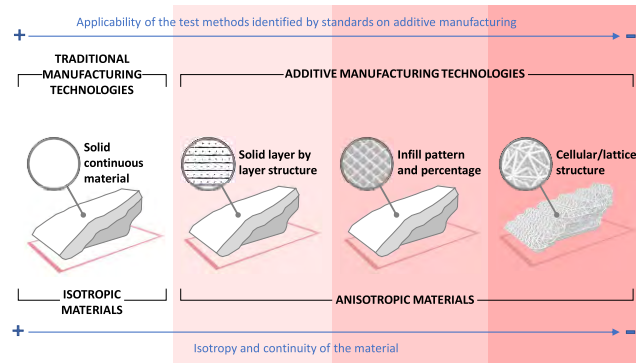 Applicability of the test methods identified by standards on additive manufacturing
+ −
TRADITIONAL
MANUFACTURING
TECHNOLOGIES
ADDITIVE MANUFACTURING TECHNOLOGIES
Solid
continuous
material
Solid layer by
layer structure
Infill pattern
and percentage
Cellular/lattice
structure
ISOTROPIC
MATERIALS
ANISOTROPIC MATERIALS
+ −
Isotropy and continuity of the material